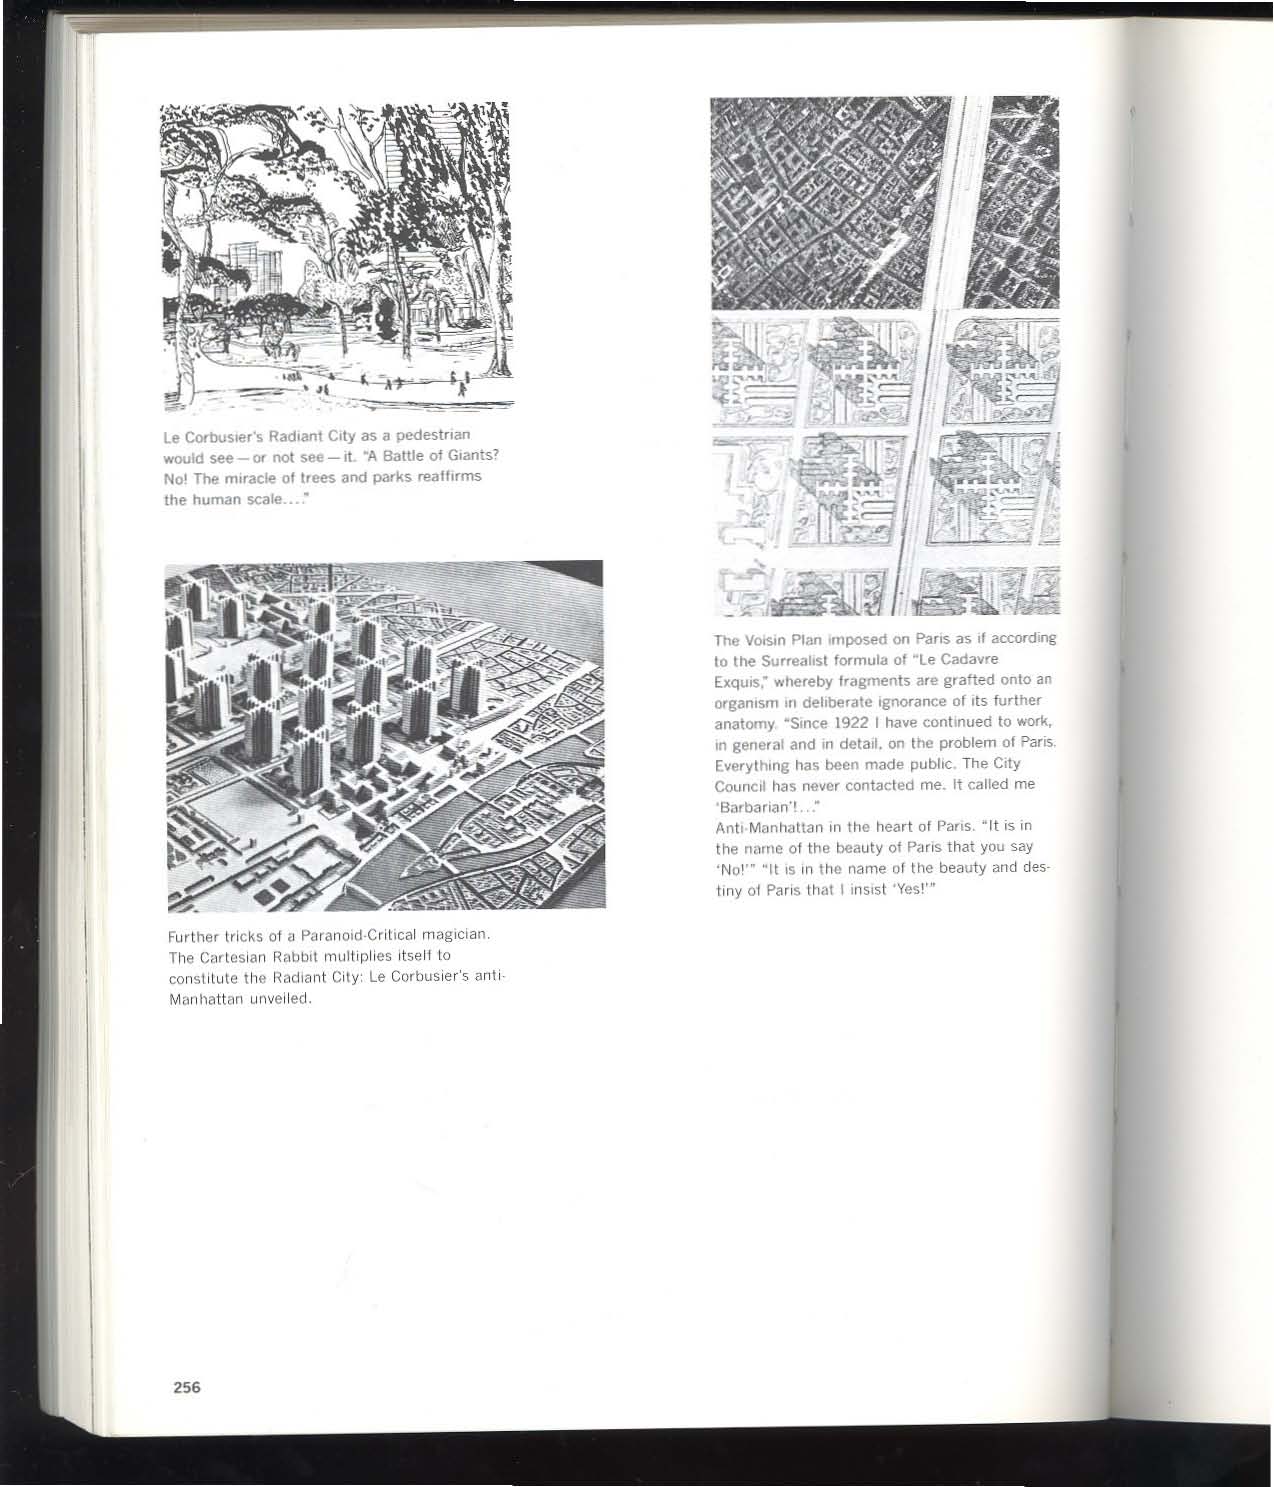 Le Corbusier's Radiant City as a pedestrian
would see — or not see — it. "A Battle of Giants?
No! The miracle of trees and parks reaffirms
the human scale...."
Further tricks of a Paranoid-Critical magician.
The Cartesian Rabbit multiplies itself to
constitute the Radiant City: Le Corbusier's anti-
Manhattan unveiled.
The Voisin Plan imposed on Paris as if according
to the Surrealist formula of "Le Cadavre
Exquis," whereby fragments are grafted onto an
organism in deliberate ignorance of its further
anatomy. "Since 1922 I have continued to work,
in general and in detail, on the problem of Paris.
Everything has been made public. The City
Council has never contacted me. It called me
'Barbarian'!..."
Anti-Manhattan in the heart of Paris. "It is in
the name of the beauty of Paris that you say
'No!'" "It is in the name of the beauty and des-
tiny of Paris that I insist 'Yes!'"
256